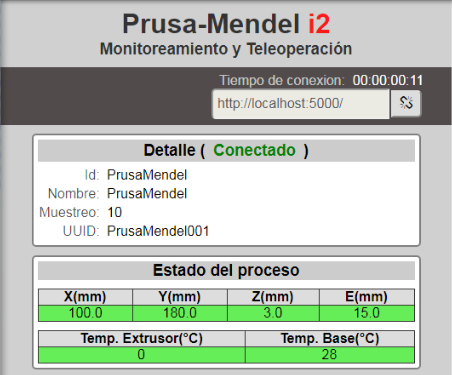 Prusa-Mendel i2
Monitoreamiento y Teleoperación
Tiempo de conexion: 00:00:00:11
http://localhost:5000/
Detalle ( Conectado )
Id: PrusaMendel
Nombre: PrusaMendel
Muestreo: 10
UUID: PrusaMendel001
Estado del proceso
X(mm) Y(mm) Z(mm) E(mm)
100.0 180.0 3.0 15.0
Temp. Extrusor(°C) Temp. Base(°C)
0 28